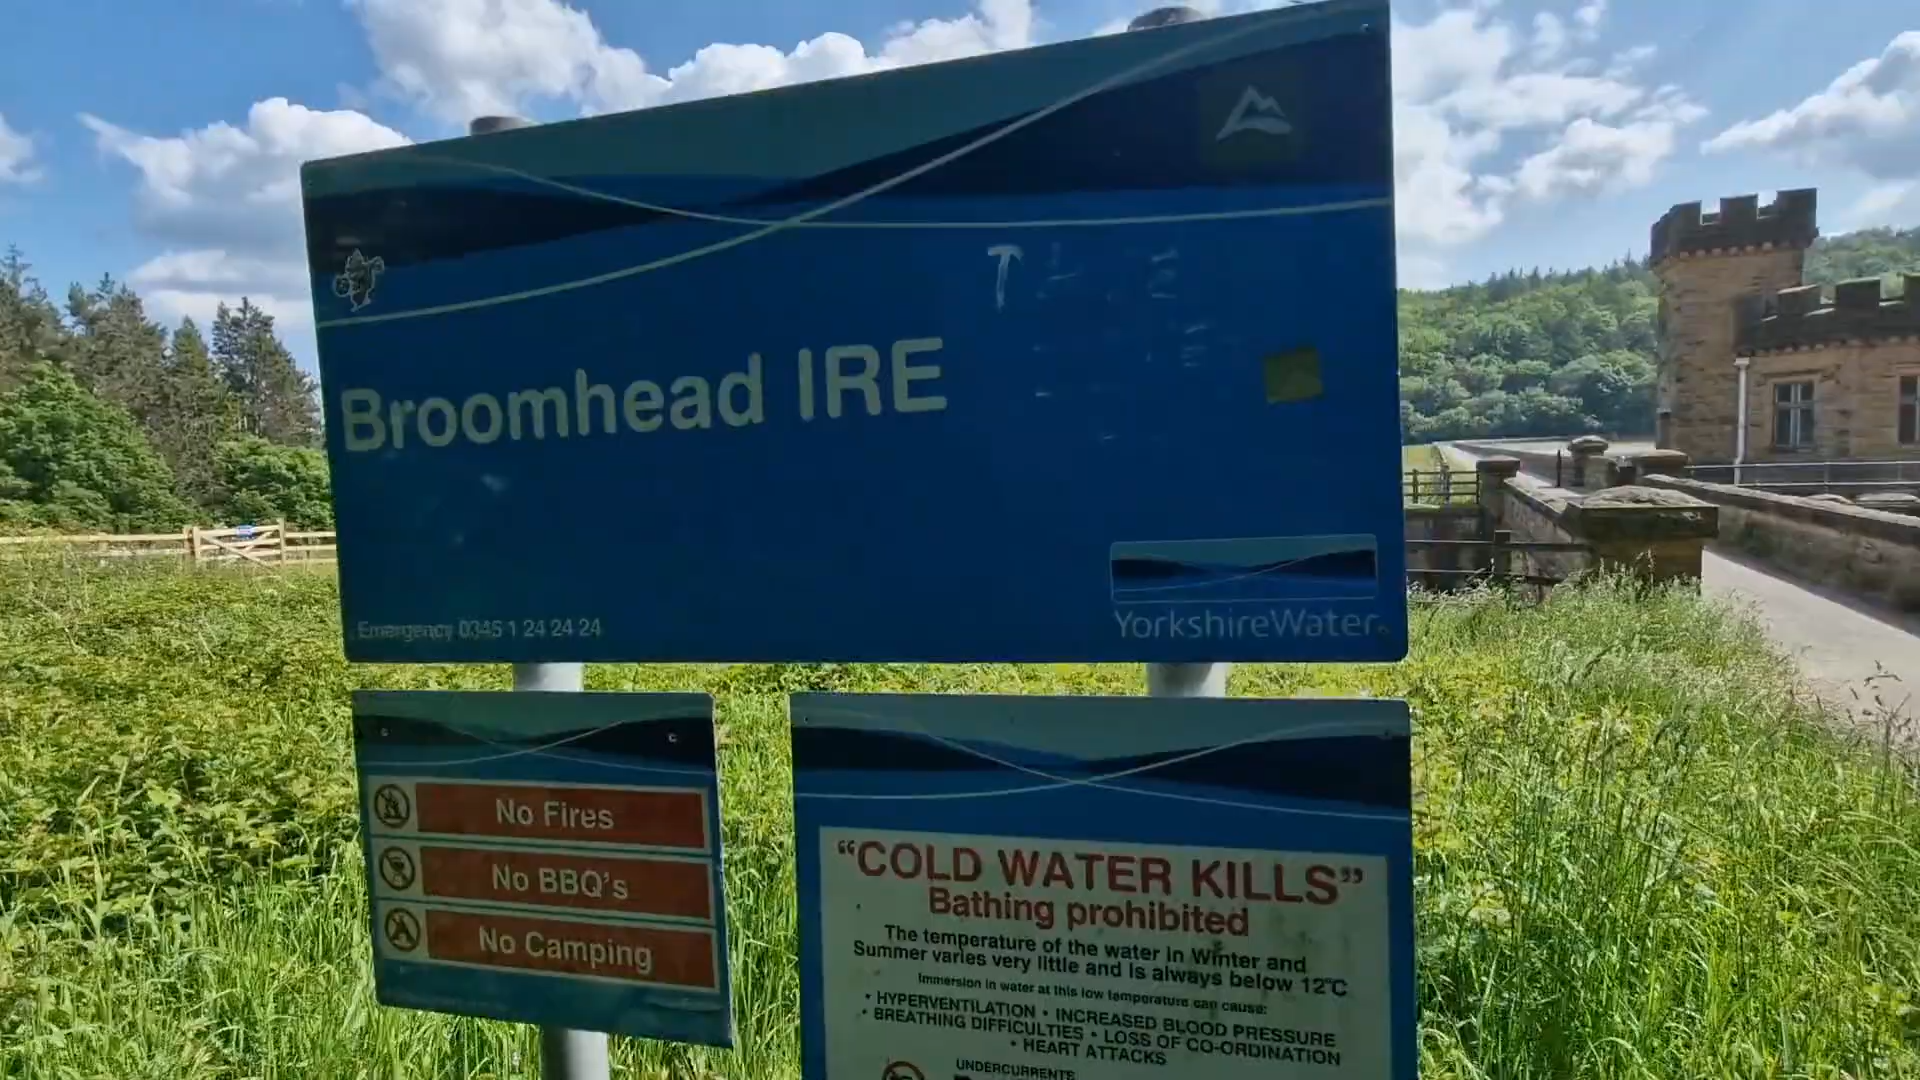 T
Broomhead IRE
Emergency 0345 1 24 24 24
YorkshireWater
No Fires
No BBQ's
No Camping
“COLD WATER KILLS”
Bathing prohibited
The temperature of the water in Winter and
Summer varies very little and is always below 12°C
Immersion in water at this low temperature can cause:
• HYPERVENTILATION • INCREASED BLOOD PRESSURE
• BREATHING DIFFICULTIES • LOSS OF CO-ORDINATION
• HEART ATTACKS
UNDERCURRENTS